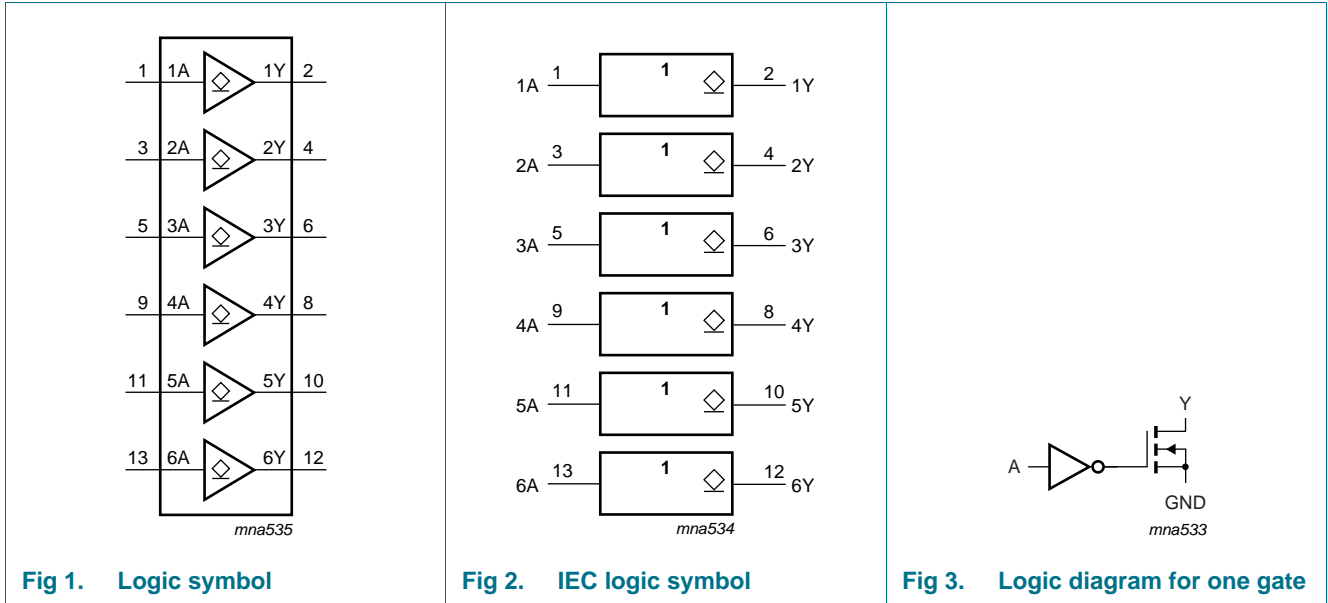 1 1A 1Y 2
3 2A 2Y 4
5 3A 3Y 6
9 4A 4Y 8
11 5A 5Y 10
13 6A 6Y 12
mna535
Fig 1. Logic symbol
1A 1 1 2 1Y
2A 3 1 4 2Y
3A 5 1 6 3Y
4A 9 1 8 4Y
5A 11 1 10 5Y
6A 13 1 12 6Y
mna534
Fig 2. IEC logic symbol
Y
A
GND
mna533
Fig 3. Logic diagram for one gate